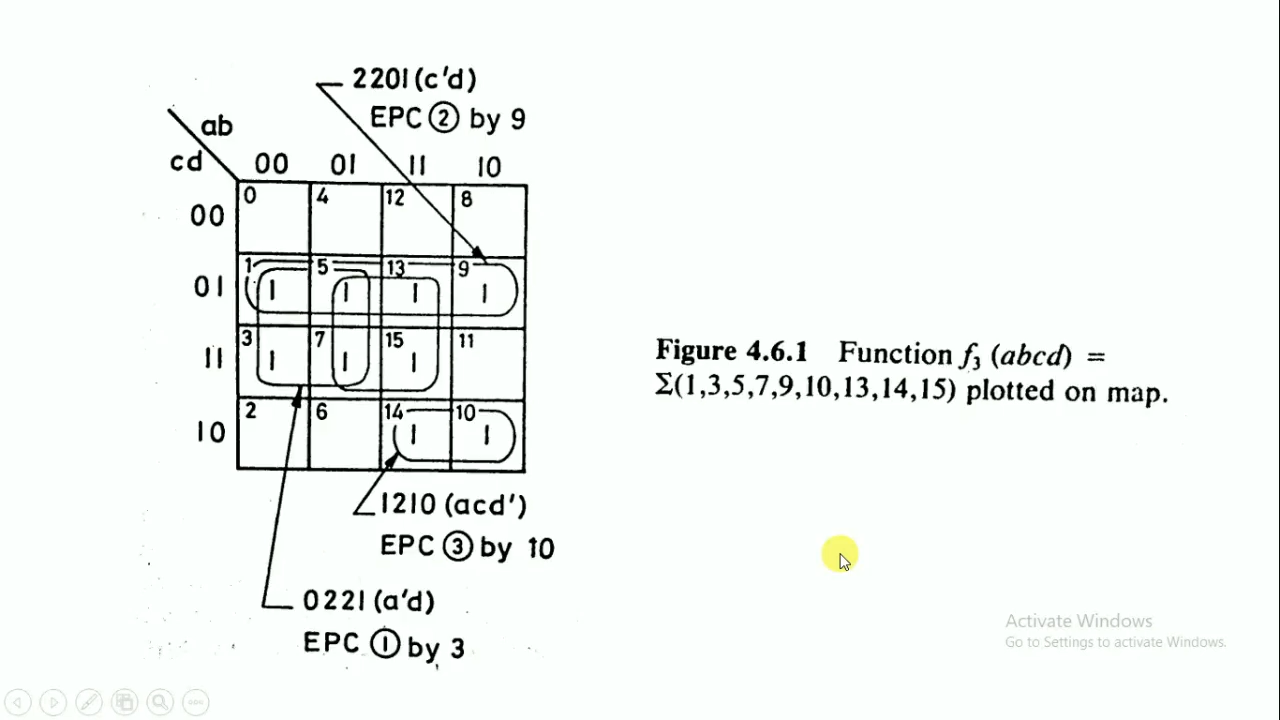 2201(c'd)
EPC ② by 9
ab
cd 00 01 11 10
0 4 12 8
00
1 5 13 9
01 1 1 1 1
3 7 15 11
11 1 1 1
2 6 14 10
10 1 1
1210 (acd')
EPC ③ by 10
0221 (a'd)
EPC ① by 3
Figure 4.6.1 Function f₃ (abcd) =
Σ(1,3,5,7,9,10,13,14,15) plotted on map.
Activate Windows
Go to Settings to activate Windows.